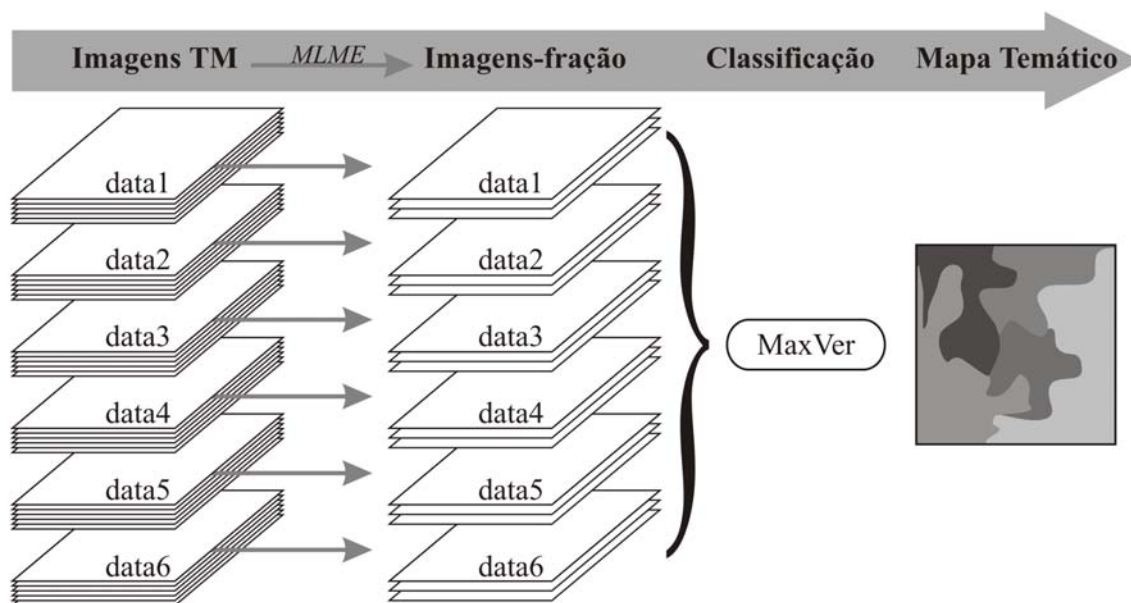 Imagens TM MLME Imagens-fração Classificação Mapa Temático
data1 data1
data2 data2
data3 data3
MaxVer
data4 data4
data5 data5
data6 data6